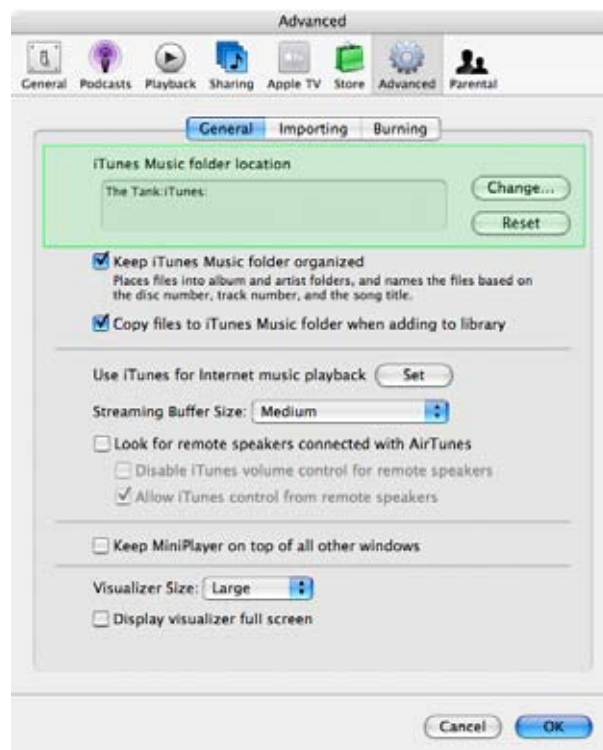 Advanced
General Podcasts Playback Sharing Apple TV Store Advanced Parental
General Importing Burning
iTunes Music folder location
The Tank:iTunes:
Change...
Reset
Keep iTunes Music folder organized
Places files into album and artist folders, and names the files based on
the disc number, track number, and the song title.
Copy files to iTunes Music folder when adding to library
Use iTunes for Internet music playback Set
Streaming Buffer Size: Medium
Look for remote speakers connected with AirTunes
Disable iTunes volume control for remote speakers
Allow iTunes control from remote speakers
Keep MiniPlayer on top of all other windows
Visualizer Size: Large
Display visualizer full screen
Cancel OK